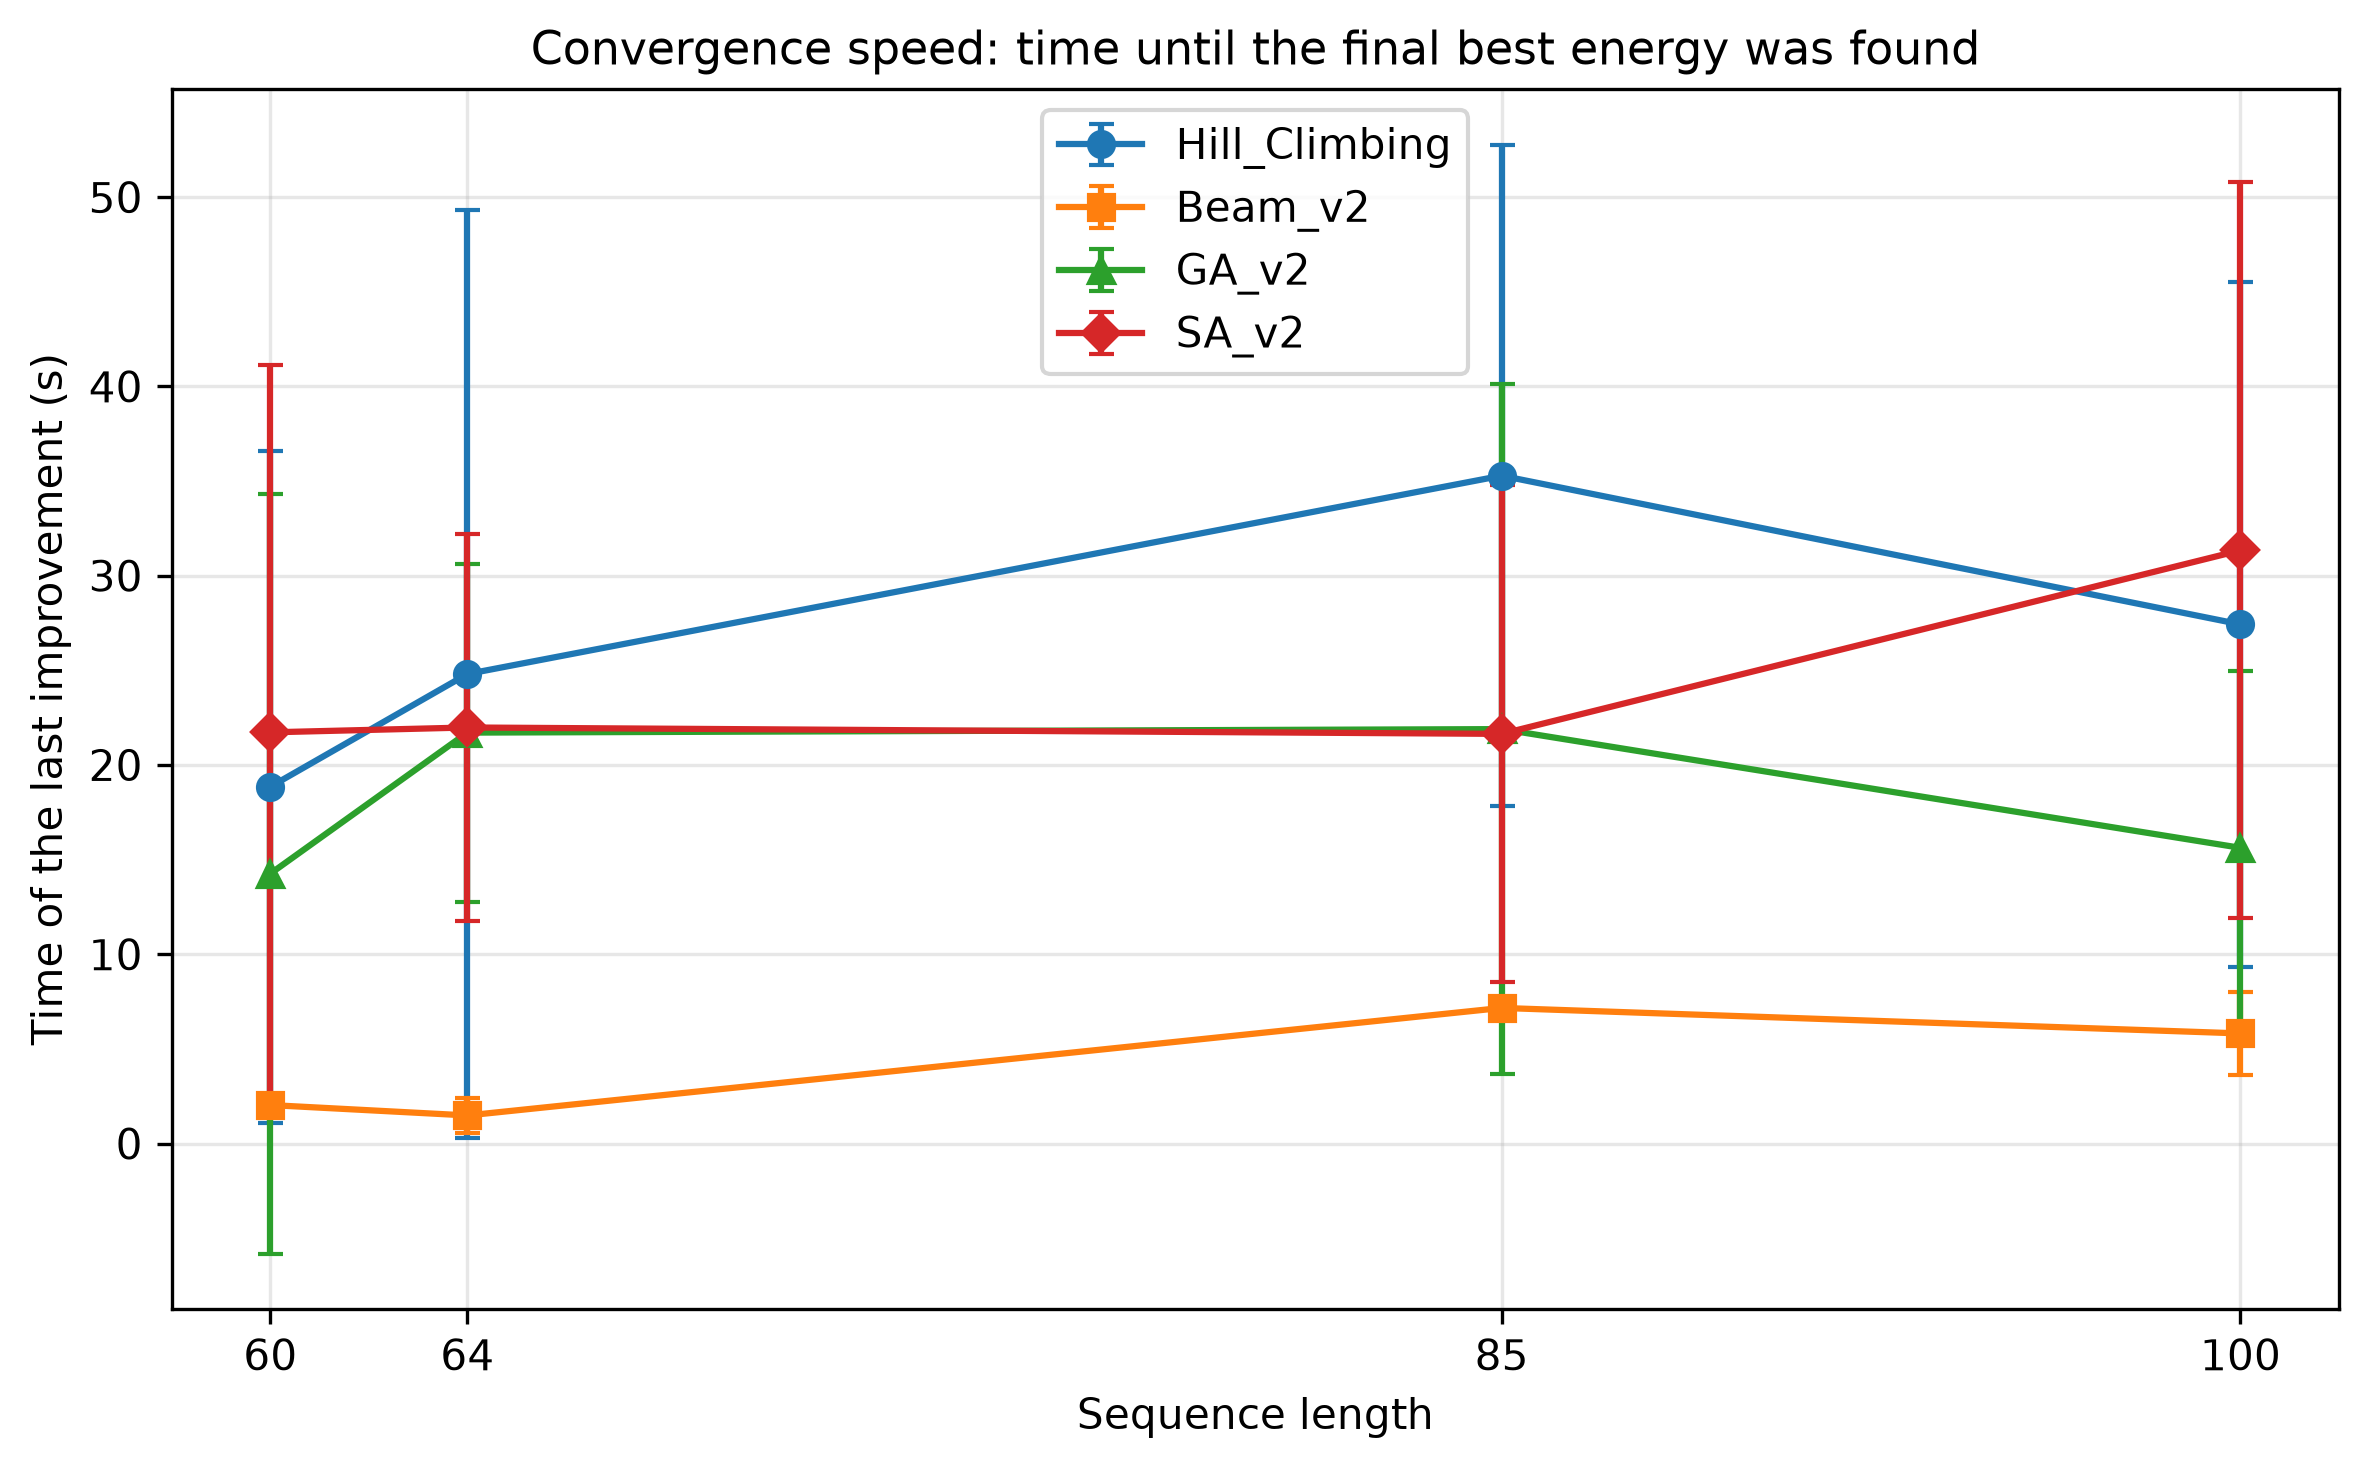 Convergence speed: time until the final best energy was found
Hill_Climbing
Beam_v2
GA_v2
SA_v2
Time of the last improvement (s)
50
40
30
20
10
0
60 64 85 100
Sequence length